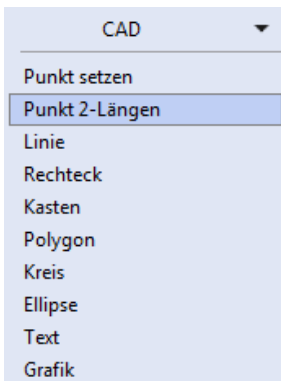 CAD
Punkt setzen
Punkt 2-Längen
Linie
Rechteck
Kasten
Polygon
Kreis
Ellipse
Text
Grafik